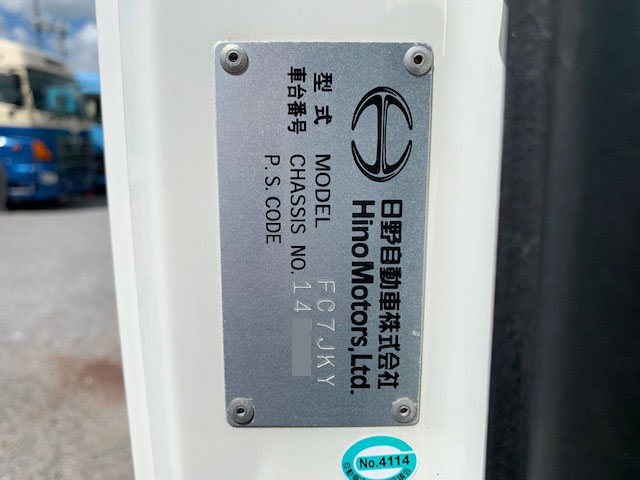 日野自動車株式会社
Hino Motors, Ltd.
型式 MODEL FC7JKY
車台番号 CHASSIS NO. 14
P.S. CODE
No.4114